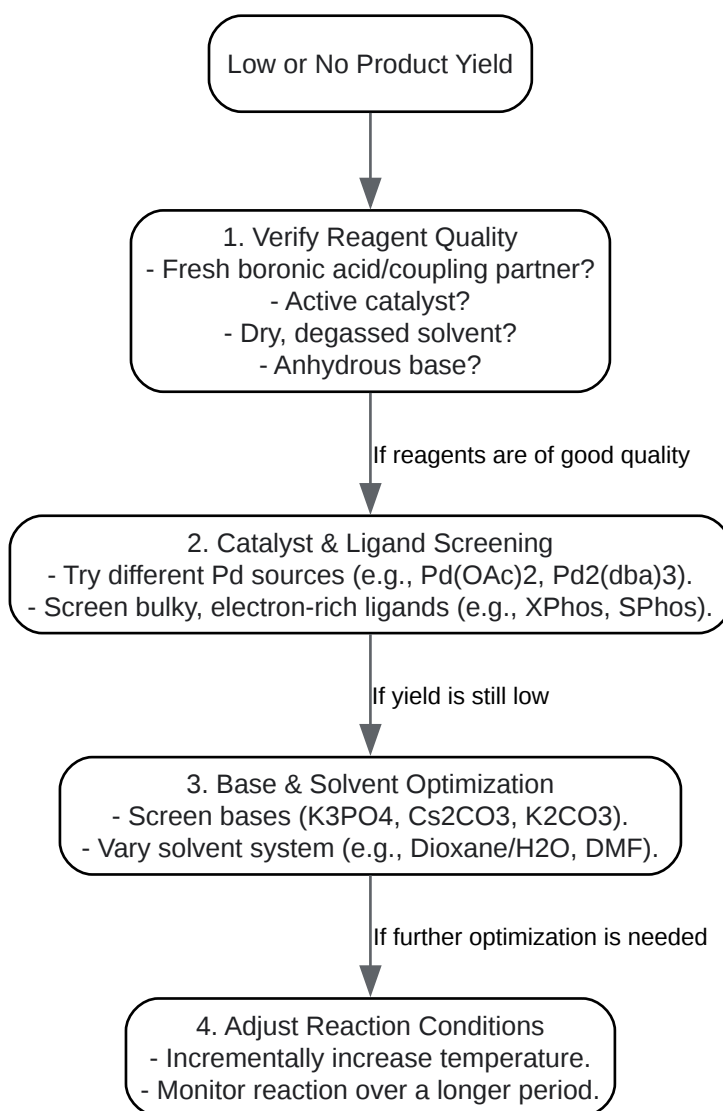 Low or No Product Yield
1. Verify Reagent Quality
- Fresh boronic acid/coupling partner?
- Active catalyst?
- Dry, degassed solvent?
- Anhydrous base?
If reagents are of good quality
2. Catalyst & Ligand Screening
- Try different Pd sources (e.g., Pd(OAc)2, Pd2(dba)3).
- Screen bulky, electron-rich ligands (e.g., XPhos, SPhos).
If yield is still low
3. Base & Solvent Optimization
- Screen bases (K3PO4, Cs2CO3, K2CO3).
- Vary solvent system (e.g., Dioxane/H2O, DMF).
If further optimization is needed
4. Adjust Reaction Conditions
- Incrementally increase temperature.
- Monitor reaction over a longer period.